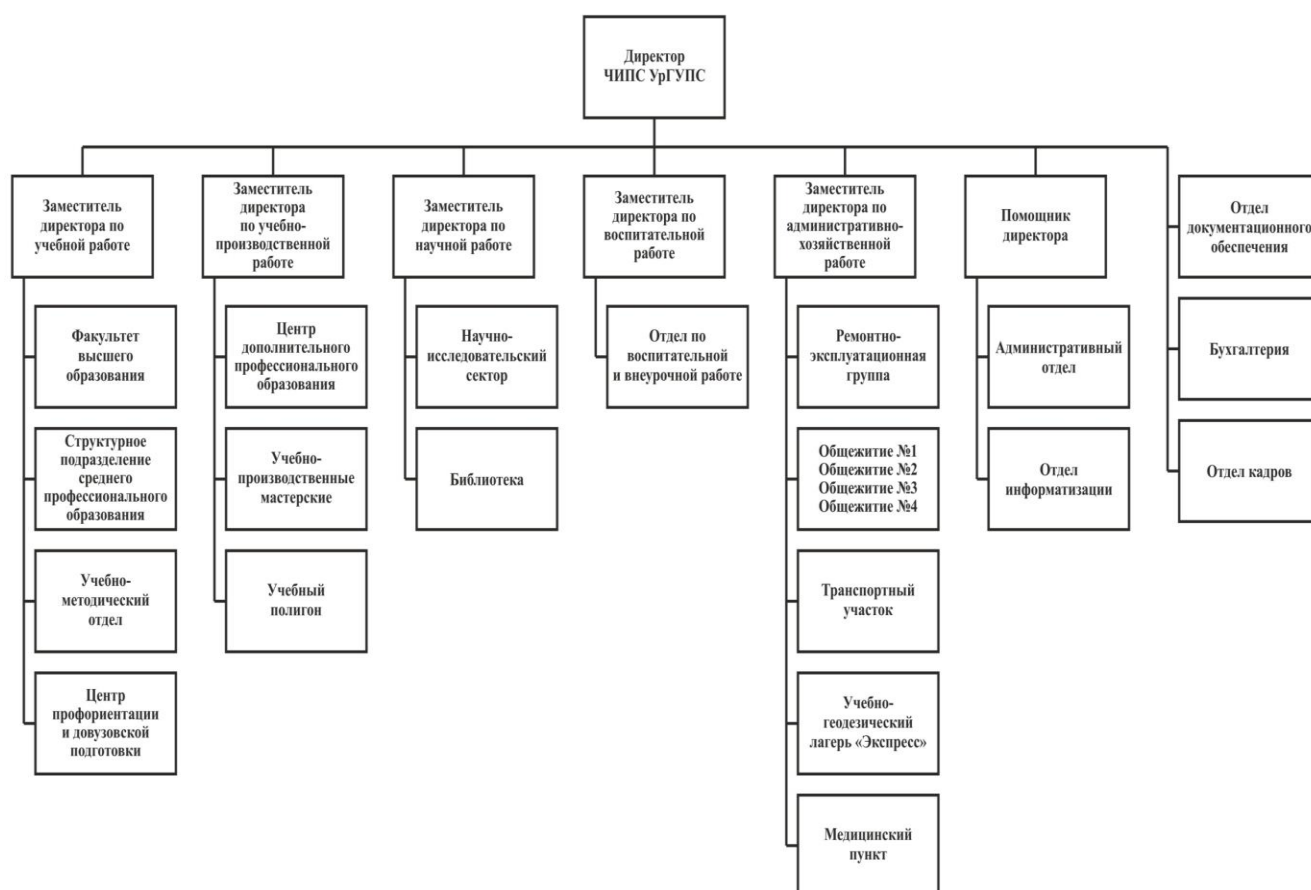 Директор
ЧИПС УрГУПС
Заместитель
директора по
учебной работе
Заместитель
директора
по учебно-
производственной
работе
Заместитель
директора по
научной работе
Заместитель
директора по
воспитательной
работе
Заместитель
директора по
административно-
хозяйственной
работе
Помощник
директора
Отдел
документационного
обеспечения
Факультет
высшего
образования
Центр
дополнительного
профессионального
образования
Научно-
исследовательский
сектор
Отдел по
воспитательной
и внеурочной работе
Ремонтно-
эксплуатационная
группа
Административный
отдел
Бухгалтерия
Структурное
подразделение
среднего
профессионального
образования
Учебно-
производственные
мастерские
Библиотека
Общежитие №1
Общежитие №2
Общежитие №3
Общежитие №4
Отдел
информатизации
Отдел кадров
Учебно-
методический
отдел
Учебный
полигон
Транспортный
участок
Центр
профориентации
и довузовской
подготовки
Учебно-
геодезический
лагерь «Экспресс»
Медицинский
пункт